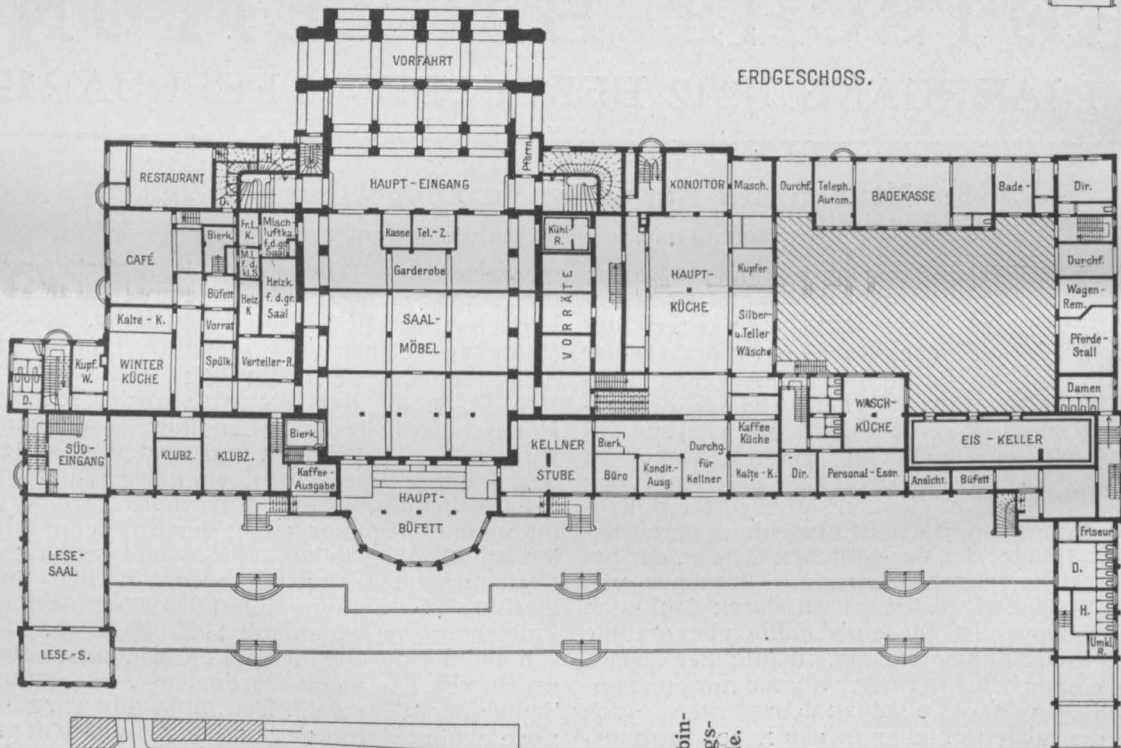 ERDGESCHOSS.
VORFAHRT
Pförtn.
RESTAURANT
D.
H.
HAUPT-EINGANG
KONDITOR
Masch.
Durchf.
Teleph.
Autom.
BADEKASSE
Bade-
Dir.
CAFÉ
Bierk.
Fr. L.
K.
Misch
luftka.
f.d.gr.
Saal
M.L.
f. d.
kl.S.
Kasse
Tel.-Z.
Kühl-
R.
VORRÄTE
HAUPT-
KÜCHE
Kupfer
Durchf.
Garderobe
Büfett
Heiz
K
Heizk.
f. d. gr.
Saal
Wagen-
Rem.
Kalte-K.
Vorrat
SAAL-
MÖBEL
Silber-
u.Teller
Wäsche
Pferde-
Stall
Kupf.
W.
D.
WINTER
KÜCHE
Spülk.
Verteiler-R.
Damen
WASCH-
KÜCHE
SÜD-
EINGANG
KLUBZ.
KLUBZ.
Bierk.
Kaffee-
Ausgabe
KELLNER
STUBE
Bierk.
Büro
Kondit.-
Ausg.
Durchg.
für
Kellner
Kaffee
Küche
Kalte-K.
Dir.
Personal-Essr.
EIS-KELLER
Ansicht.
Büfett
HAUPT-
BÜFETT
LESE-
SAAL
Friseur
D.
H.
Umkl.
R.
LESE-S.
bin-
gs-
e.